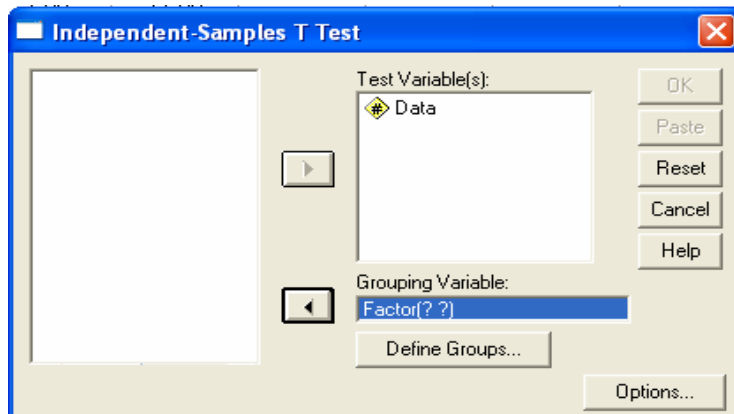 Independent-Samples T Test
Test Variable(s):
# Data
OK
Paste
Reset
Cancel
Help
Grouping Variable:
Factor(? ?)
Define Groups...
Options...